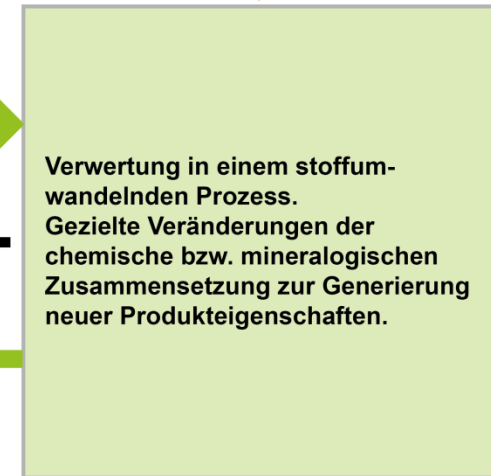 Verwertung in einem stoffum-
wandelnden Prozess.
Gezielte Veränderungen der
chemische bzw. mineralogischen
Zusammensetzung zur Generierung
neuer Produkteigenschaften.